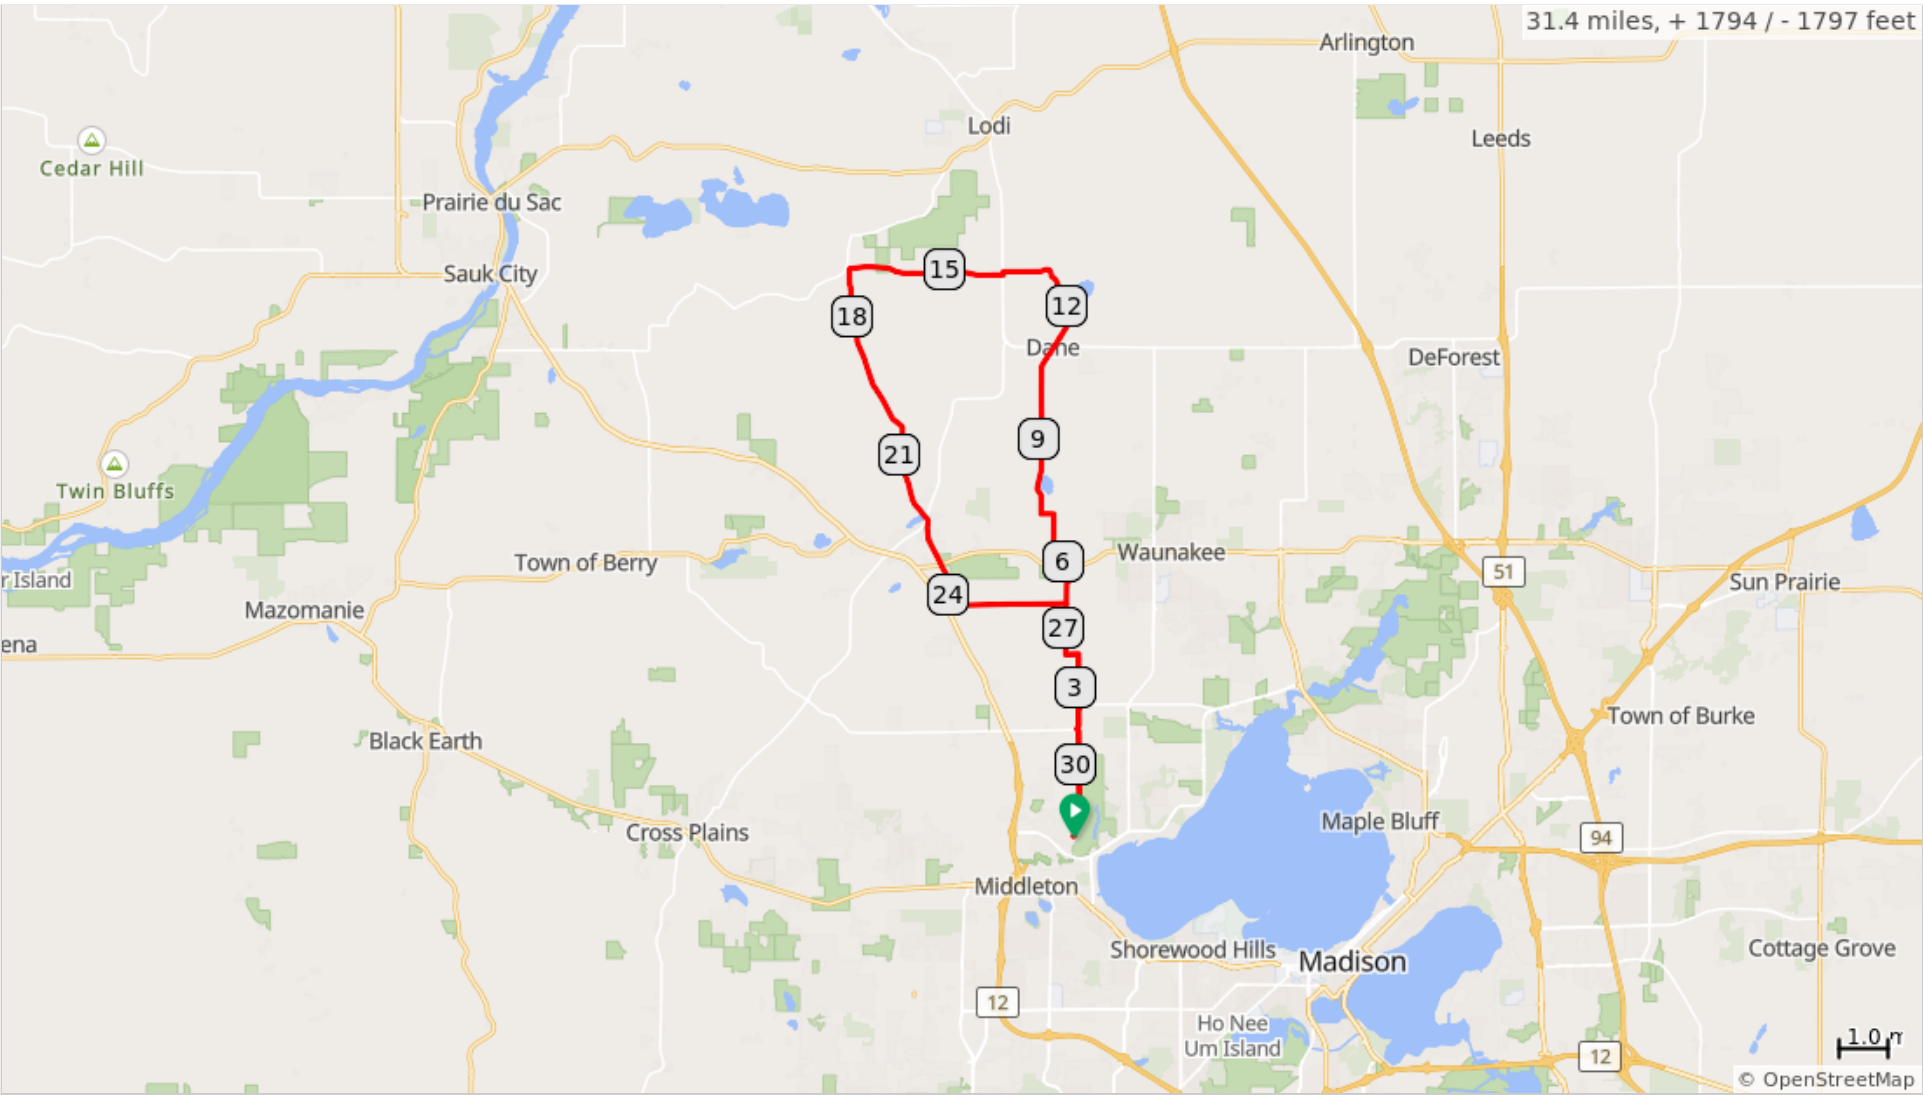 31.4 miles, + 1794 / - 1797 feet
Arlington
Lodi
Leeds
Cedar Hill
Prairie du Sac
Sauk City
15
12
18
Dane
DeForest
9
21
Twin Bluffs
Waunakee
6
Town of Berry
51
r Island
Sun Prairie
24
Mazomanie
27
ena
3
Town of Burke
Black Earth
30
Maple Bluff
Cross Plains
94
Middleton
Shorewood Hills
Cottage Grove
Madison
12
Ho Nee
Um Island
1.0 m
12
© OpenStreetMap